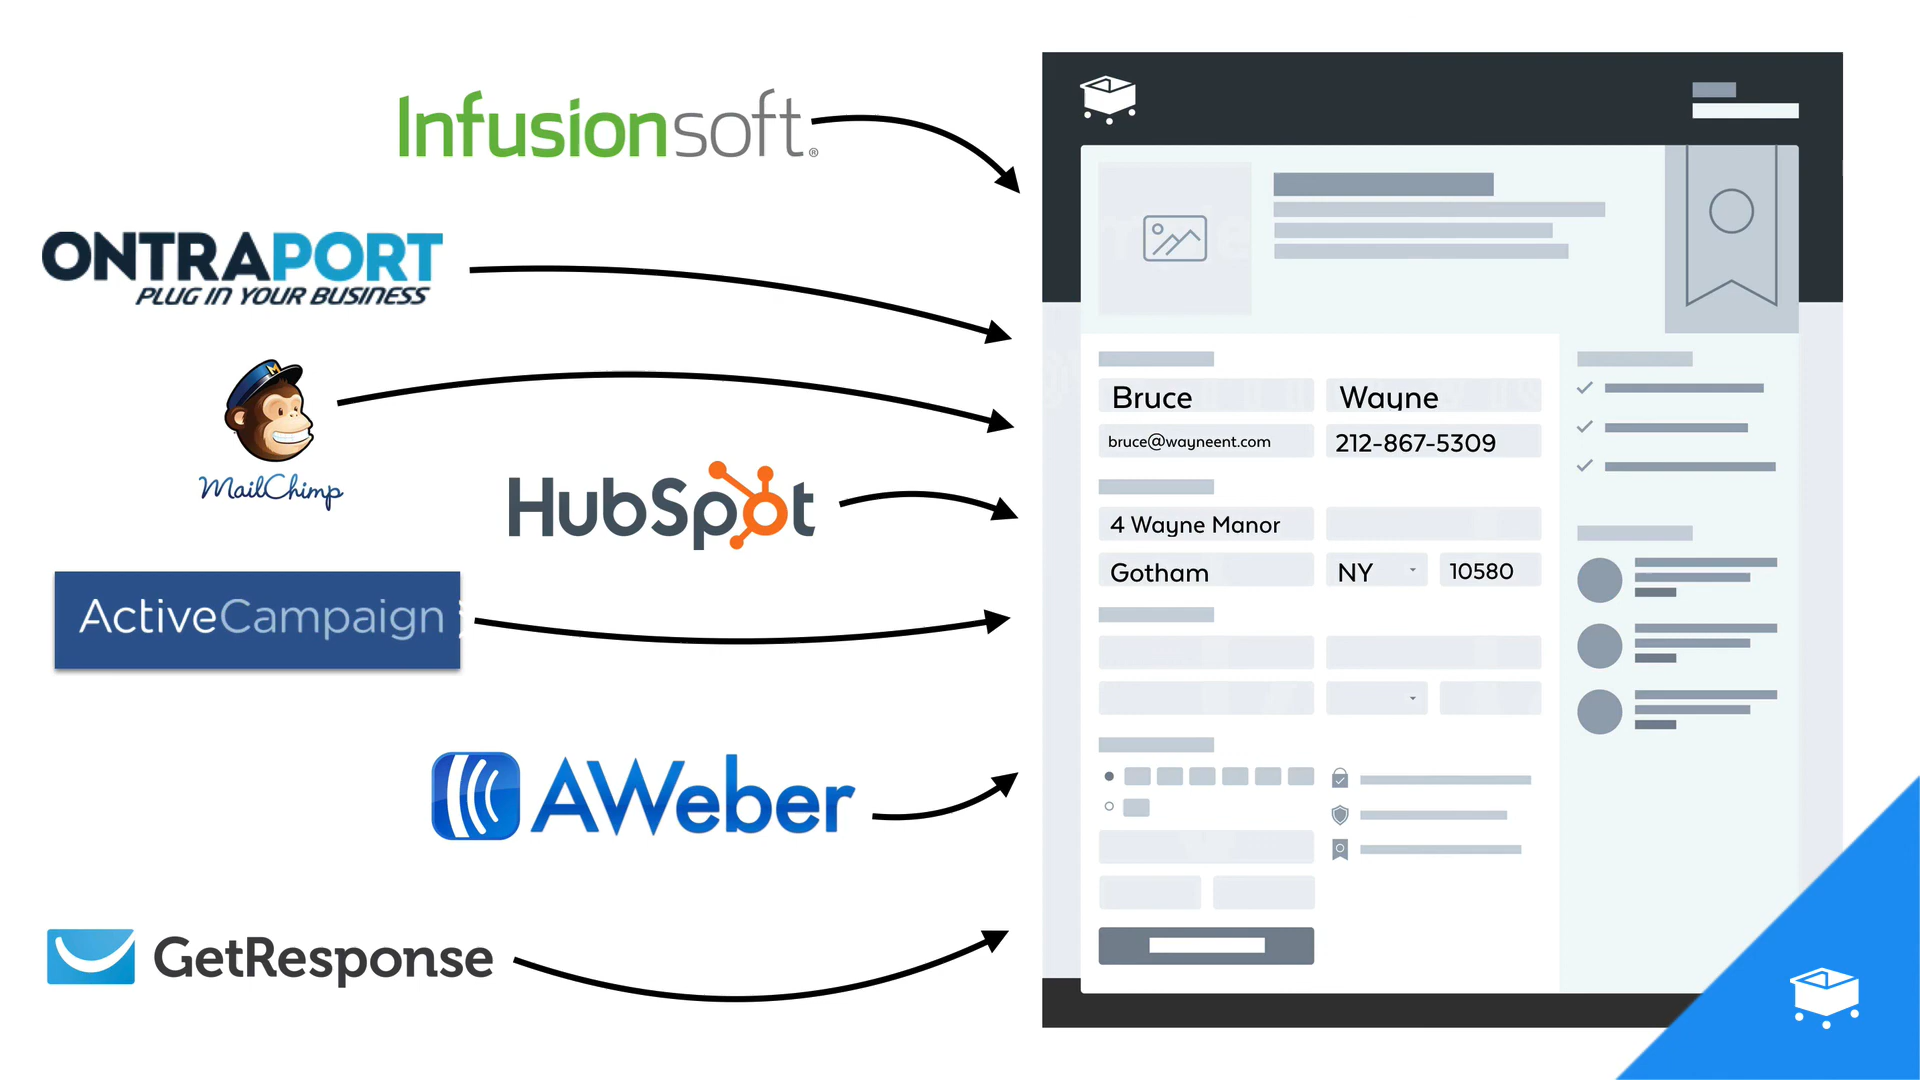 Infusionsoft®
ONTRAPORT
PLUG IN YOUR BUSINESS
MailChimp
HubSpot
ActiveCampaign
AWeber
GetResponse
Bruce Wayne
bruce@wayneent.com 212-867-5309
4 Wayne Manor
Gotham NY 10580